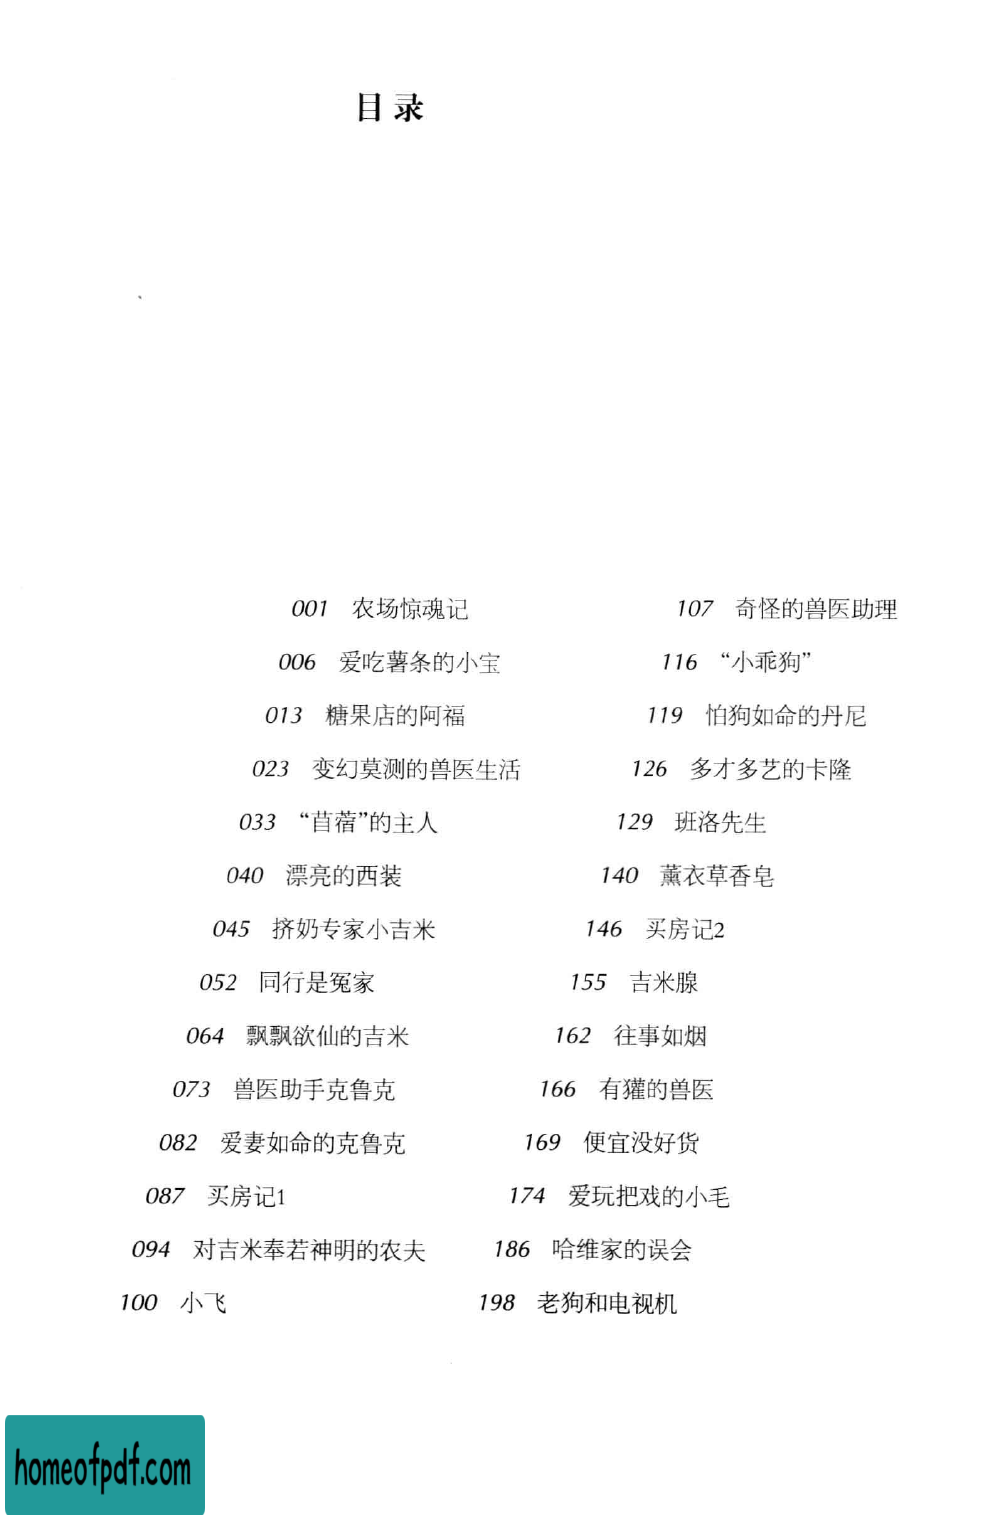 目录
001 农场惊魂记
006 爱吃薯条的小宝
013 糖果店的阿福
023 变幻莫测的兽医生活
033 “苜蓿”的主人
040 漂亮的西装
045 挤奶专家小吉米
052 同行是冤家
064 飘飘欲仙的吉米
073 兽医助手克鲁克
082 爱妻如命的克鲁克
087 买房记1
094 对吉米奉若神明的农夫
100 小飞
107 奇怪的兽医助理
116 “小乖狗”
119 怕狗如命的丹尼
126 多才多艺的卡隆
129 班洛先生
140 薰衣草香皂
146 买房记2
155 吉米腺
162 往事如烟
166 有獾的兽医
169 便宜没好货
174 爱玩把戏的小毛
186 哈维家的误会
198 老狗和电视机
homeofpdf.com